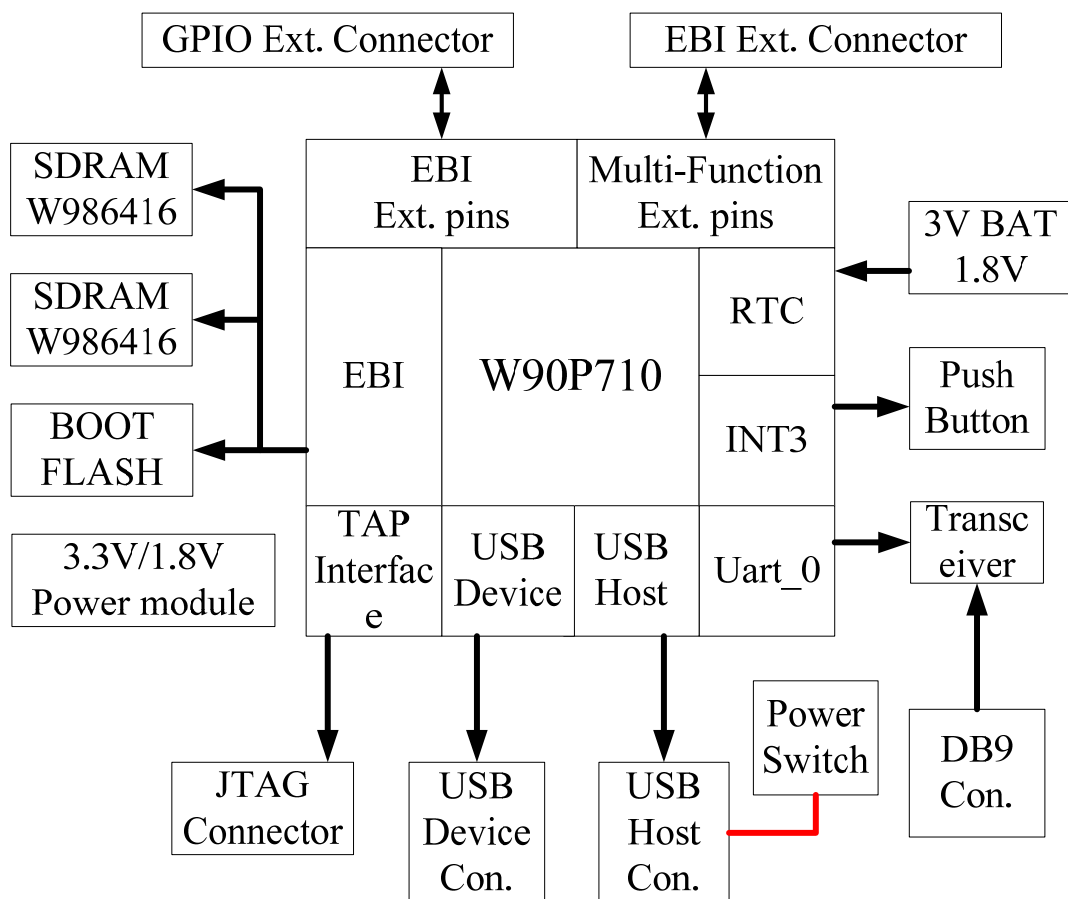 GPIO Ext. Connector
EBI Ext. Connector
SDRAM
W986416
EBI
Ext. pins
Multi-Function
Ext. pins
3V BAT
1.8V
SDRAM
W986416
EBI
W90P710
RTC
Push
Button
BOOT
FLASH
INT3
3.3V/1.8V
Power module
TAP
Interfac
e
USB
Device
USB
Host
Uart_0
Transc
eiver
Power
Switch
JTAG
Connector
USB
Device
Con.
USB
Host
Con.
DB9
Con.